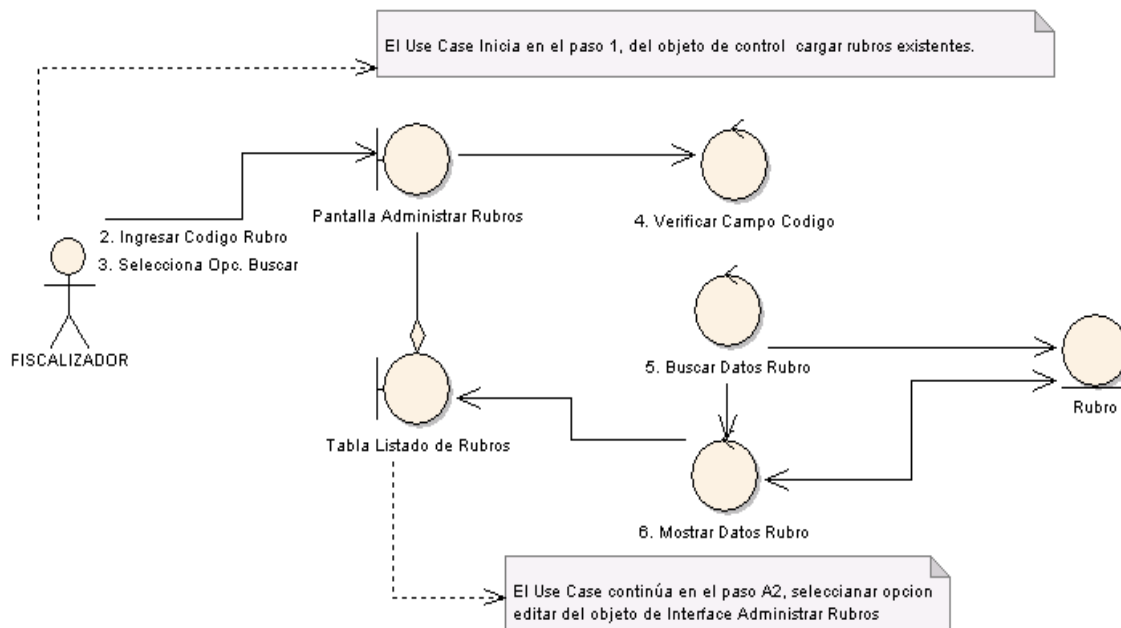 El Use Case Inicia en el paso 1, del objeto de control cargar rubros existentes.
Pantalla Administrar Rubros
4. Verificar Campo Codigo
2. Ingresar Codigo Rubro
3. Selecciona Opc. Buscar
FISCALIZADOR
5. Buscar Datos Rubro
Rubro
Tabla Listado de Rubros
6. Mostrar Datos Rubro
El Use Case continúa en el paso A2, seleccianar opcion
editar del objeto de Interface Administrar Rubros